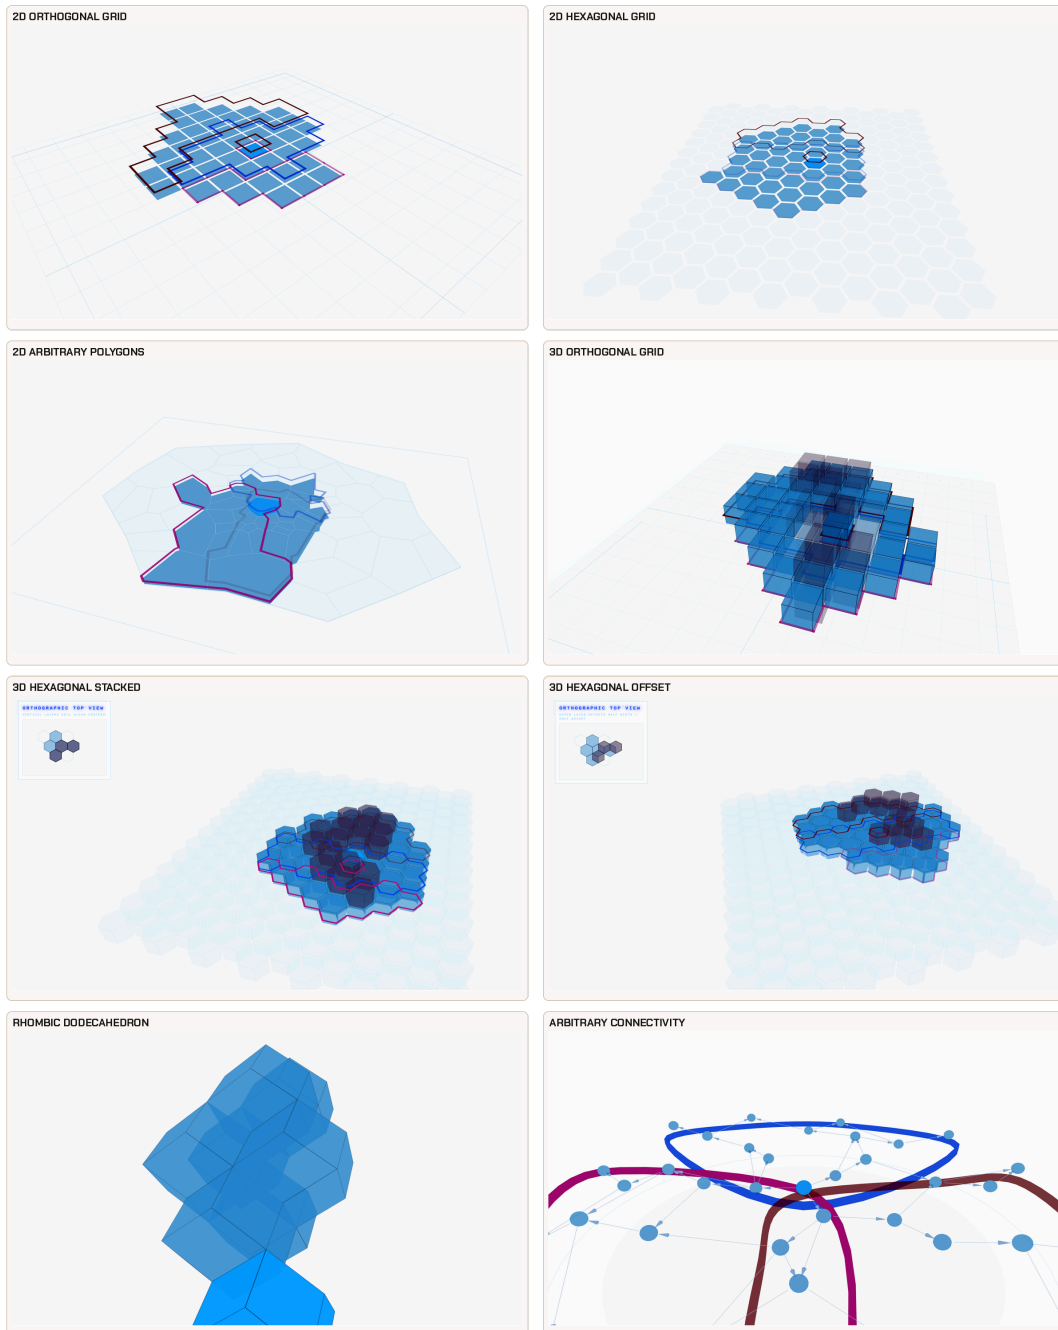 2D ORTHOGONAL GRID
2D HEXAGONAL GRID
2D ARBITRARY POLYGONS
3D ORTHOGONAL GRID
3D HEXAGONAL STACKED
ORTHOGRAPHIC TOP VIEW
3D HEXAGONAL OFFSET
ORTHOGRAPHIC TOP VIEW
RHOMBIC DODECAHEDRON
ARBITRARY CONNECTIVITY